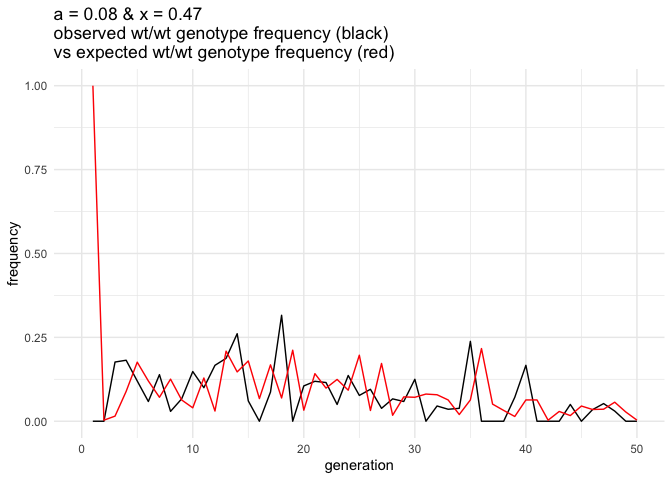 a = 0.08 & x = 0.47
observed wt/wt genotype frequency (black)
vs expected wt/wt genotype frequency (red)
1.00
0.75
0.50
0.25
0.00
frequency
0 10 20 30 40 50
generation